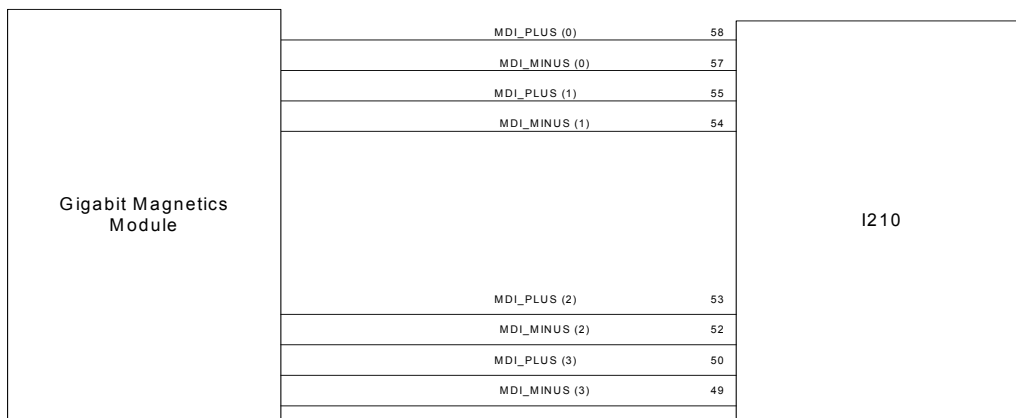 MDI_PLUS (0) 58
MDI_MINUS (0) 57
MDI_PLUS (1) 55
MDI_MINUS (1) 54
Gigabit Magnetics
Module
I210
MDI_PLUS (2) 53
MDI_MINUS (2) 52
MDI_PLUS (3) 50
MDI_MINUS (3) 49